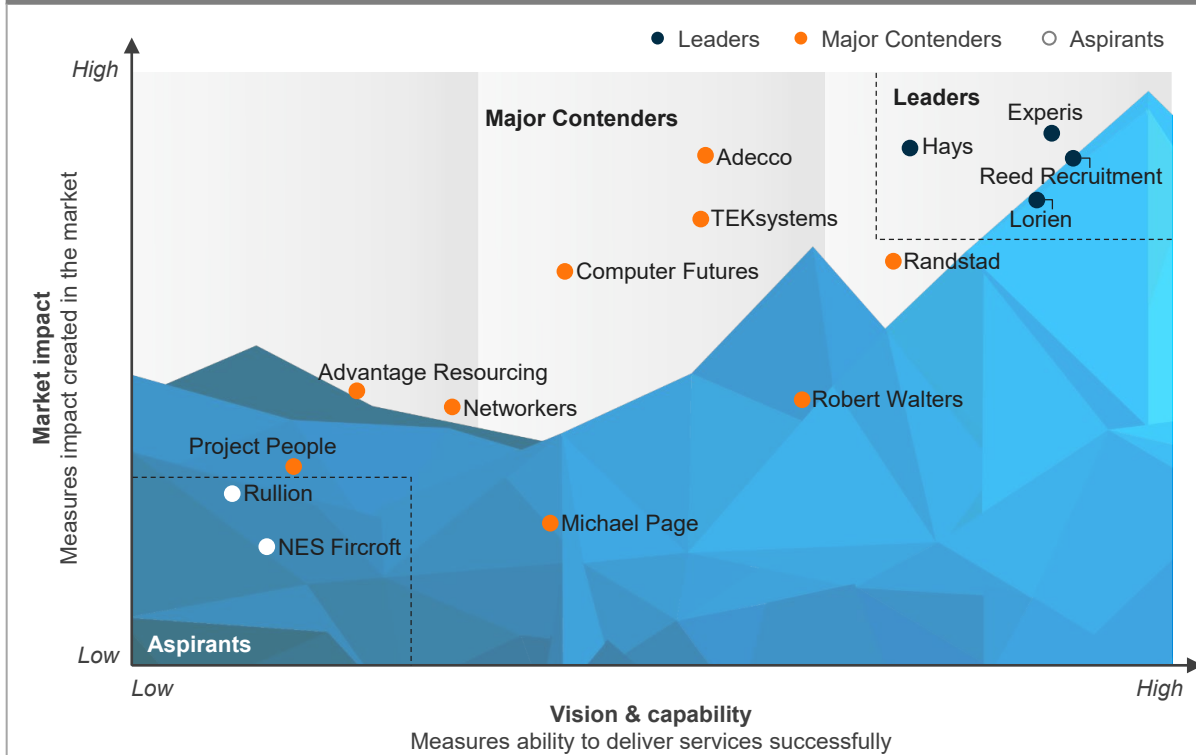 Leaders
Major Contenders
Aspirants
High
Leaders
Major Contenders
Experis
Hays
Adecco
Reed Recruitment
Lorien
TEKsystems
Randstad
Computer Futures
Advantage Resourcing
Networkers
Robert Walters
Project People
Rullion
Michael Page
NES Fircroft
Aspirants
Market impact
Measures impact created in the market
Low
Low
High
Vision & capability
Measures ability to deliver services successfully